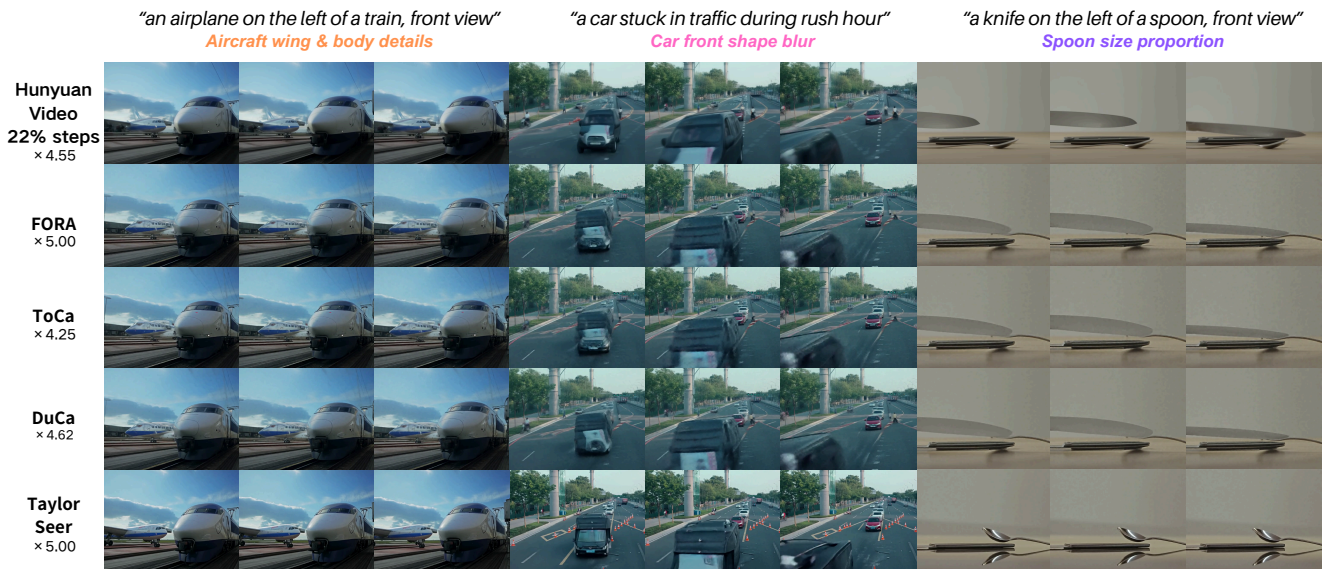 “an airplane on the left of a train, front view”
Aircraft wing & body details
“a car stuck in traffic during rush hour”
Car front shape blur
“a knife on the left of a spoon, front view”
Spoon size proportion
Hunyuan
Video
22% steps
× 4.55
FORA
× 5.00
ToCa
× 4.25
DuCa
× 4.62
Taylor
Seer
× 5.00